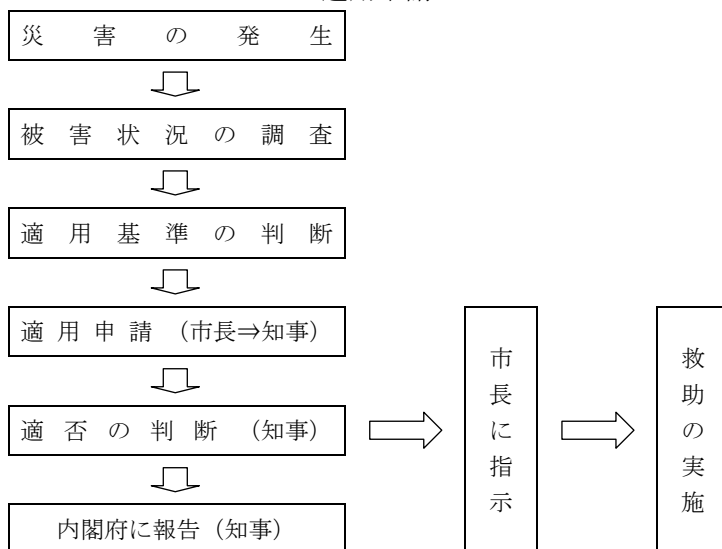 災害の発生
被害状況の調査
適用基準の判断
適用申請（市長⇒知事）
適否の判断（知事）
内閣府に報告（知事）
市長に指示
救助の実施